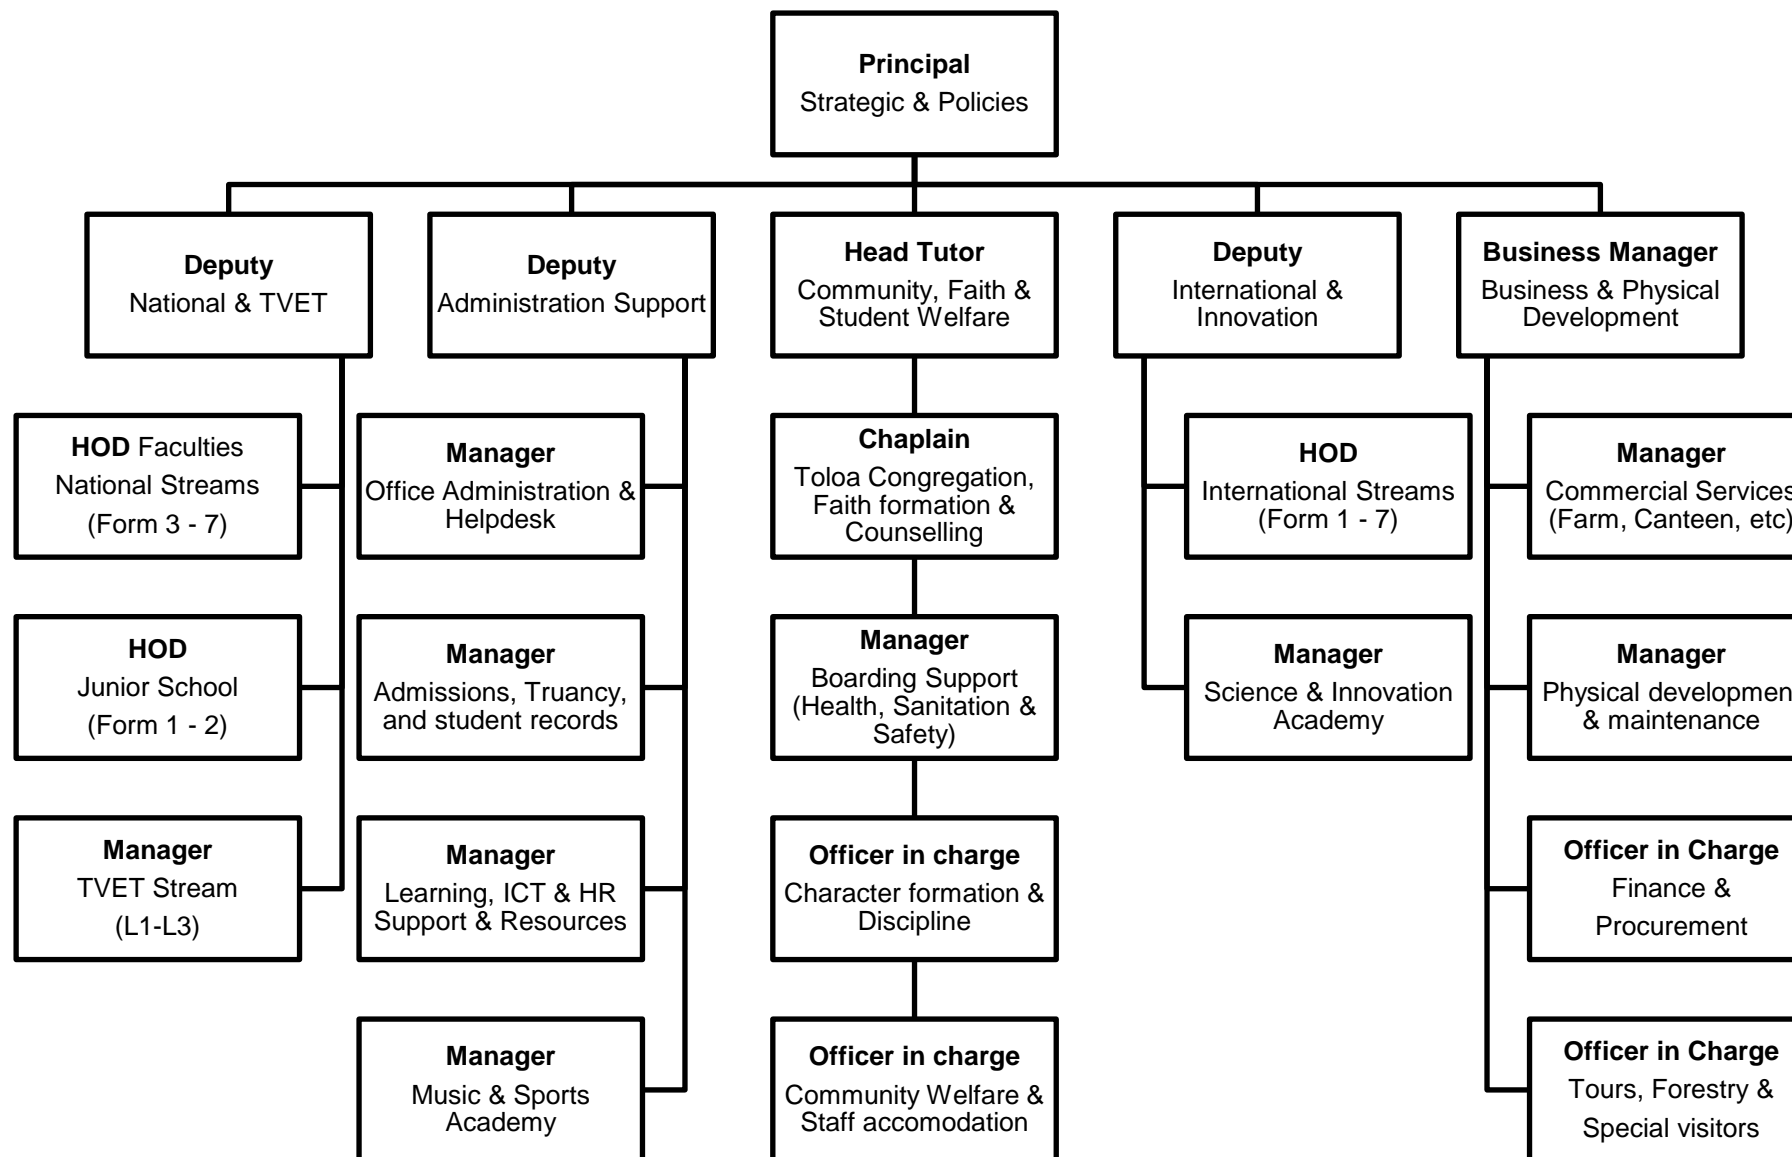 Principal
Strategic & Policies
Deputy
National & TVET
Deputy
Administration Support
Head Tutor
Community, Faith &
Student Welfare
Deputy
International &
Innovation
Business Manager
Business & Physical
Development
HOD Faculties
National Streams
(Form 3 - 7)
Manager
Office Administration &
Helpdesk
Chaplain
Toloa Congregation,
Faith formation &
Counselling
HOD
International Streams
(Form 1 - 7)
Manager
Commercial Services
(Farm, Canteen, etc)
HOD
Junior School
(Form 1 - 2)
Manager
Admissions, Truancy,
and student records
Manager
Boarding Support
(Health, Sanitation &
Safety)
Manager
Science & Innovation
Academy
Manager
Physical development
& maintenance
Manager
TVET Stream
(L1-L3)
Manager
Learning, ICT & HR
Support & Resources
Officer in charge
Character formation &
Discipline
Officer in Charge
Finance &
Procurement
Manager
Music & Sports
Academy
Officer in charge
Community Welfare &
Staff accomodation
Officer in Charge
Tours, Forestry &
Special visitors